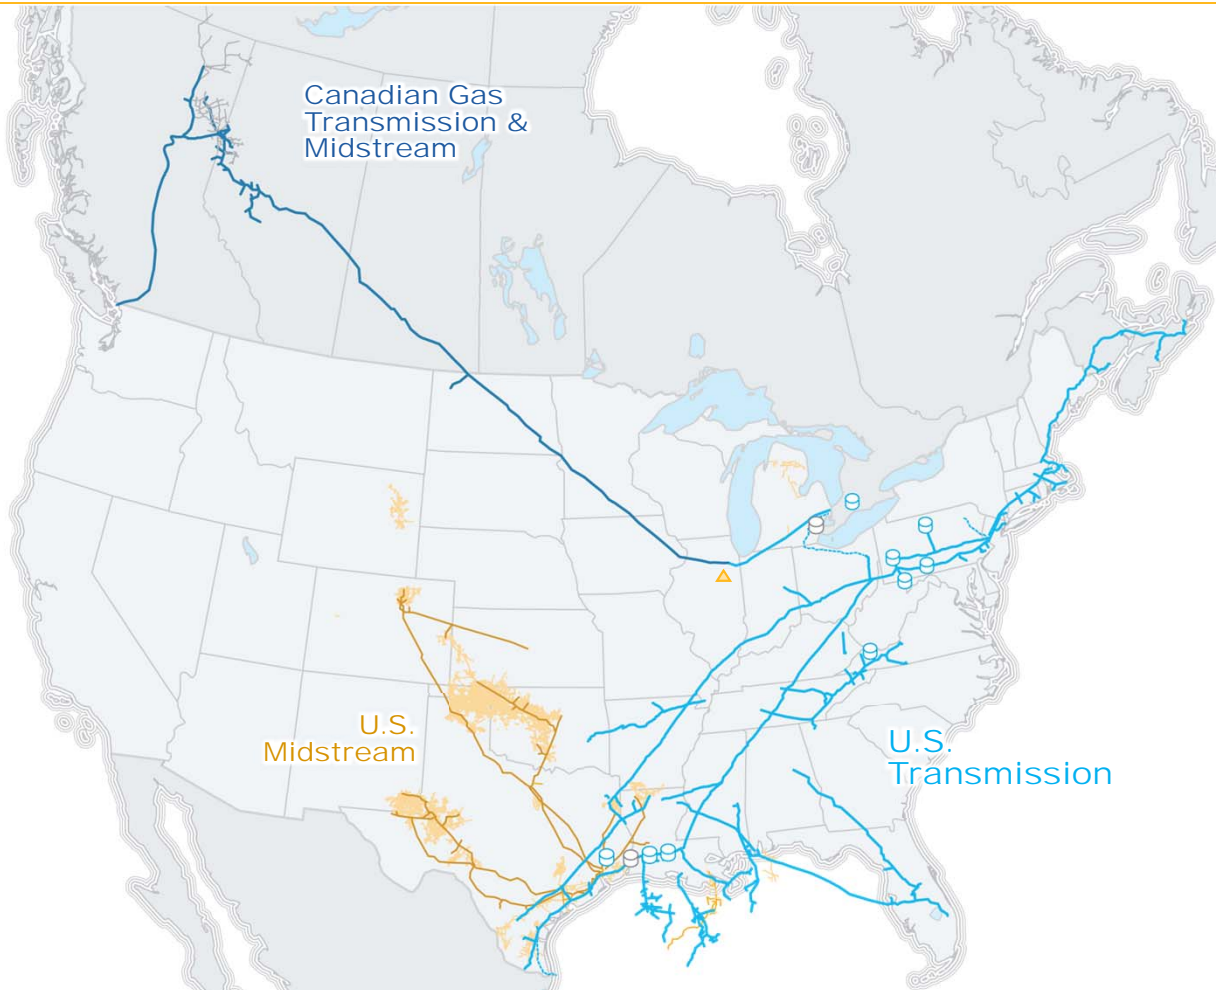 Canadian Gas
Transmission &
Midstream
U.S.
Midstream
U.S.
Transmission